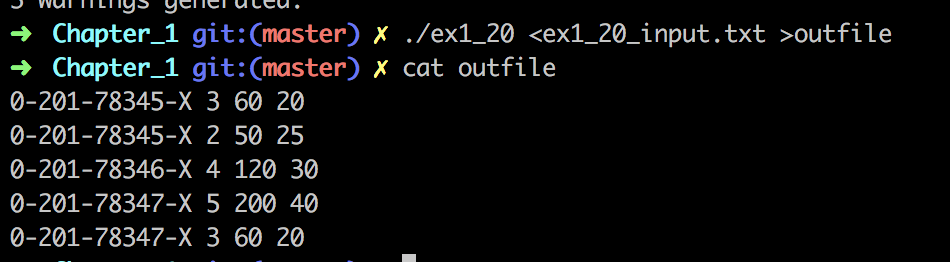 5 warnings generated.
➜ Chapter_1 git:(master) ✗ ./ex1_20 <ex1_20_input.txt >outfile
➜ Chapter_1 git:(master) ✗ cat outfile
0-201-78345-X 3 60 20
0-201-78345-X 2 50 25
0-201-78346-X 4 120 30
0-201-78347-X 5 200 40
0-201-78347-X 3 60 20